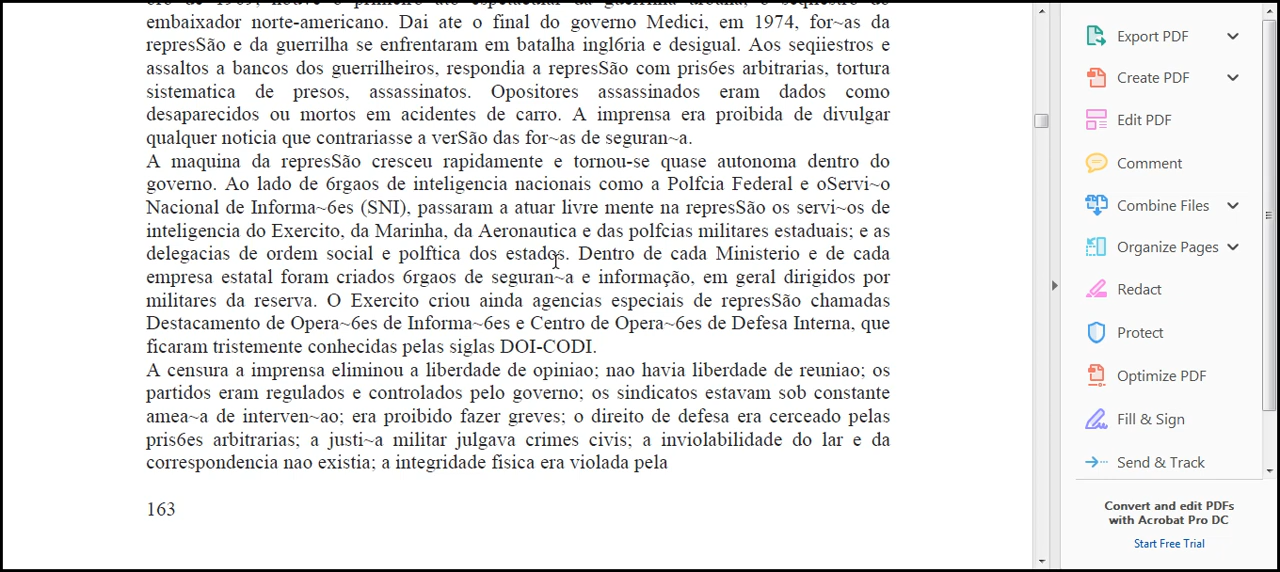 embaixador norte-americano. Dai ate o final do governo Medici, em 1974, for~as da
represSão e da guerrilha se enfrentaram em batalha ingl6ria e desigual. Aos seqiiestros e
assaltos a bancos dos guerrilheiros, respondia a represSão com pris6es arbitrarias, tortura
sistematica de presos, assassinatos. Opositores assassinados eram dados como
desaparecidos ou mortos em acidentes de carro. A imprensa era proibida de divulgar
qualquer noticia que contrariasse a verSão das for~as de seguran~a.
A maquina da represSão cresceu rapidamente e tornou-se quase autonoma dentro do
governo. Ao lado de 6rgaos de inteligencia nacionais como a Polfcia Federal e oServi~o
Nacional de Informa~6es (SNI), passaram a atuar livre mente na represSão os servi~os de
inteligencia do Exercito, da Marinha, da Aeronautica e das polfcias militares estaduais; e as
delegacias de ordem social e polftica dos estados. Dentro de cada Ministerio e de cada
empresa estatal foram criados 6rgaos de seguran~a e informação, em geral dirigidos por
militares da reserva. O Exercito criou ainda agencias especiais de represSão chamadas
Destacamento de Opera~6es de Informa~6es e Centro de Opera~6es de Defesa Interna, que
ficaram tristemente conhecidas pelas siglas DOI-CODI.
A censura a imprensa eliminou a liberdade de opiniao; nao havia liberdade de reuniao; os
partidos eram regulados e controlados pelo governo; os sindicatos estavam sob constante
amea~a de interven~ao; era proibido fazer greves; o direito de defesa era cerceado pelas
pris6es arbitrarias; a justi~a militar julgava crimes civis; a inviolabilidade do lar e da
correspondencia nao existia; a integridade fisica era violada pela
163
Export PDF
Create PDF
Edit PDF
Comment
Combine Files
Organize Pages
Redact
Protect
Optimize PDF
Fill & Sign
Send & Track
Convert and edit PDFs
with Acrobat Pro DC
Start Free Trial